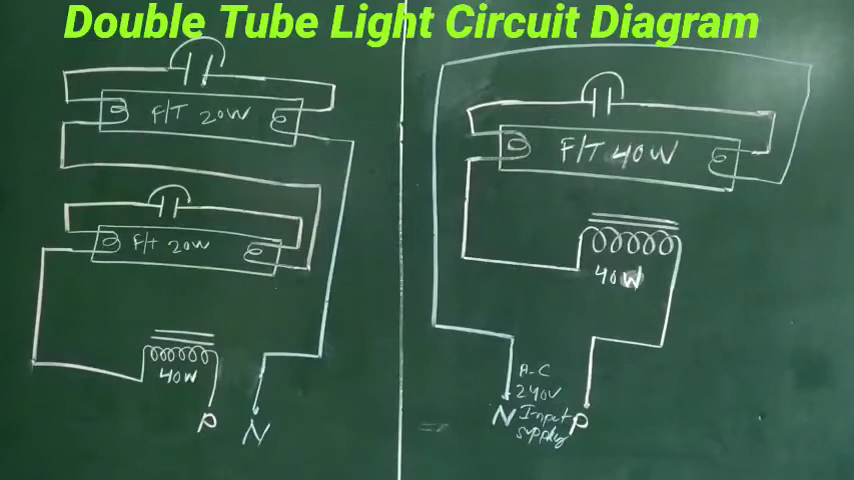 Double Tube Light Circuit Diagram
F/T 20W
F/T 20W
40W
P
N
F/T 40W
40W
A-C
240V
Input
supply
N
P